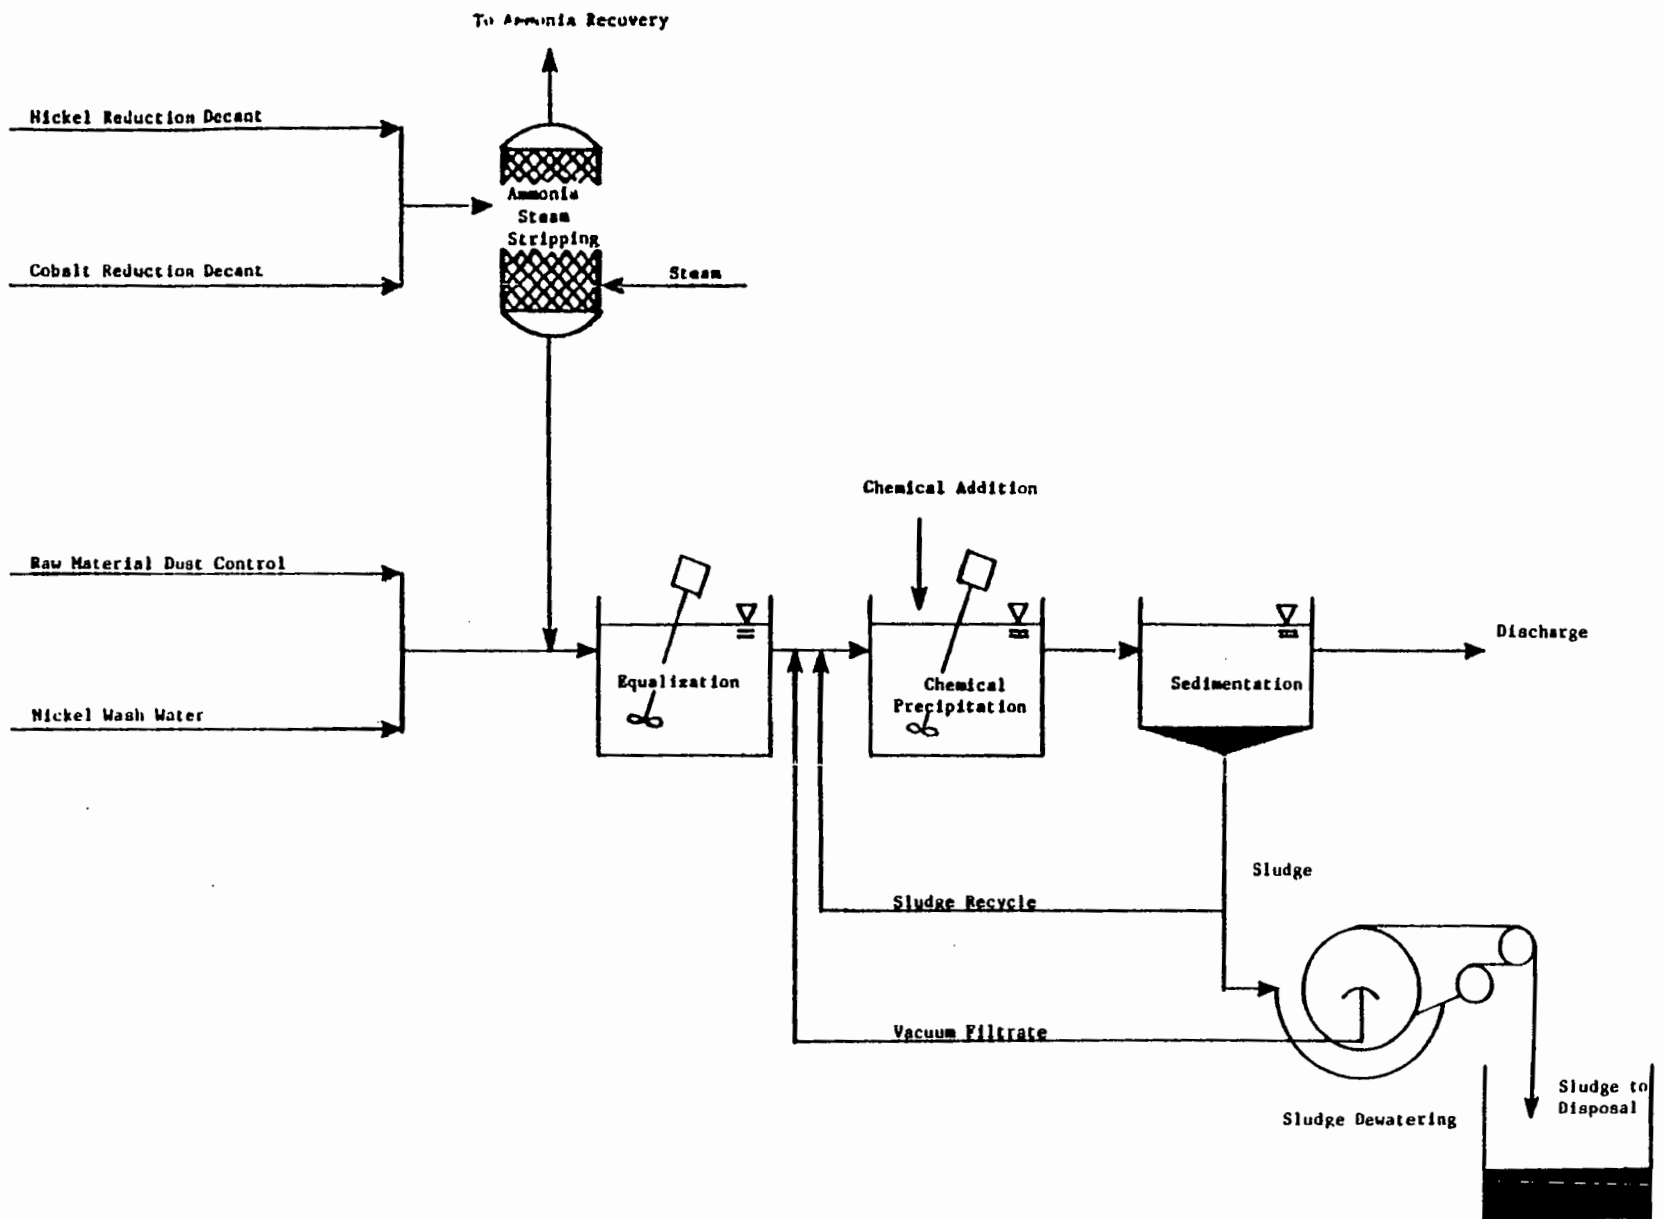 To Ammonia Recovery
Nickel Reduction Decant
Ammonia
Steam
Stripping
Cobalt Reduction Decant
Steam
Chemical Addition
Raw Material Dust Control
Discharge
Equalization
Chemical
Precipitation
Sedimentation
Nickel Wash Water
Sludge
Sludge Recycle
Vacuum Filtrate
Sludge to
Disposal
Sludge Dewatering